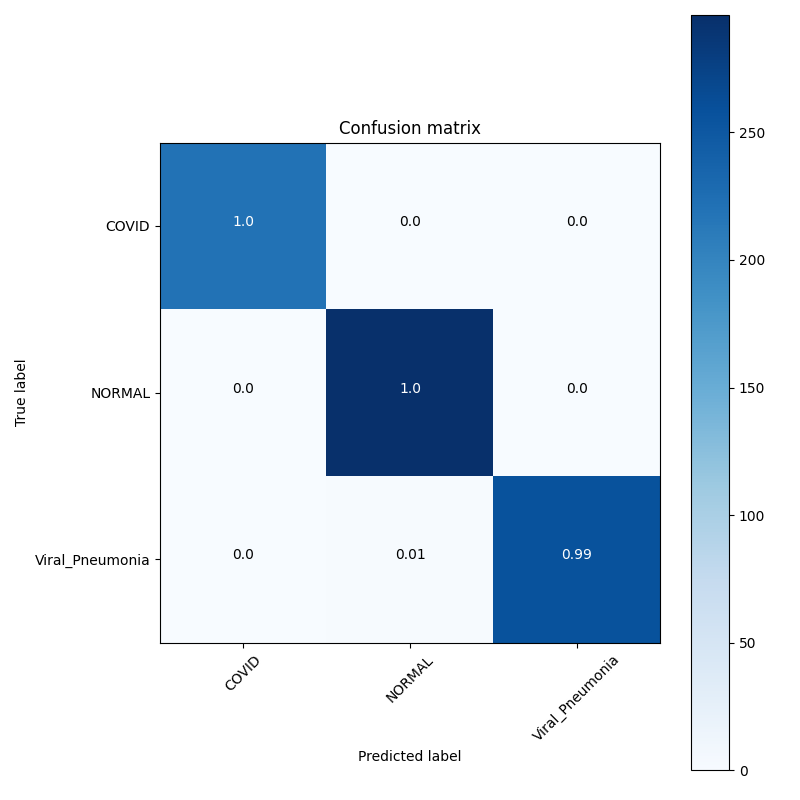 Confusion matrix
True label
COVID
1.0
0.0
0.0
NORMAL
0.0
1.0
0.0
Viral_Pneumonia
0.0
0.01
0.99
COVID
NORMAL
Viral_Pneumonia
Predicted label
250
200
150
100
50
0